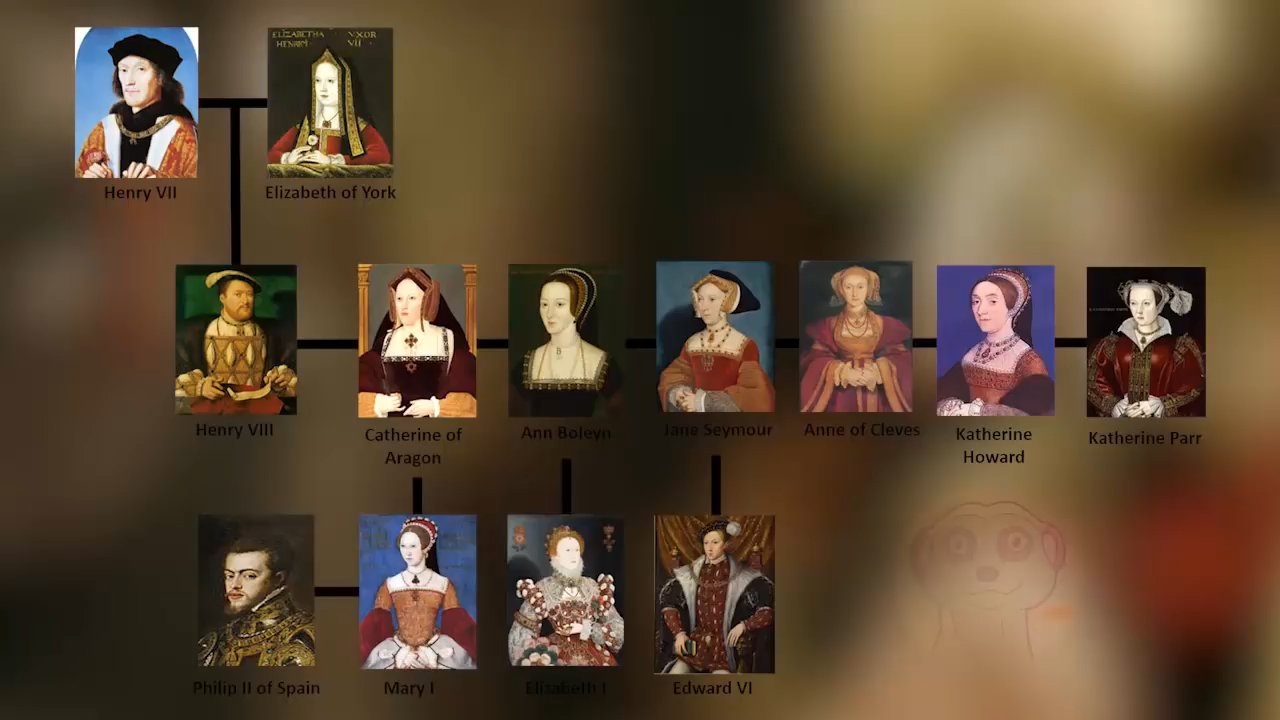 ELIZABETHA VXOR
HENRICI VII
Henry VII
Elizabeth of York
Henry VIII
Catherine of
Aragon
Ann Boleyn
Jane Seymour
Anne of Cleves
Katherine
Howard
Katherine Parr
Philip II of Spain
Mary I
Elizabeth I
Edward VI